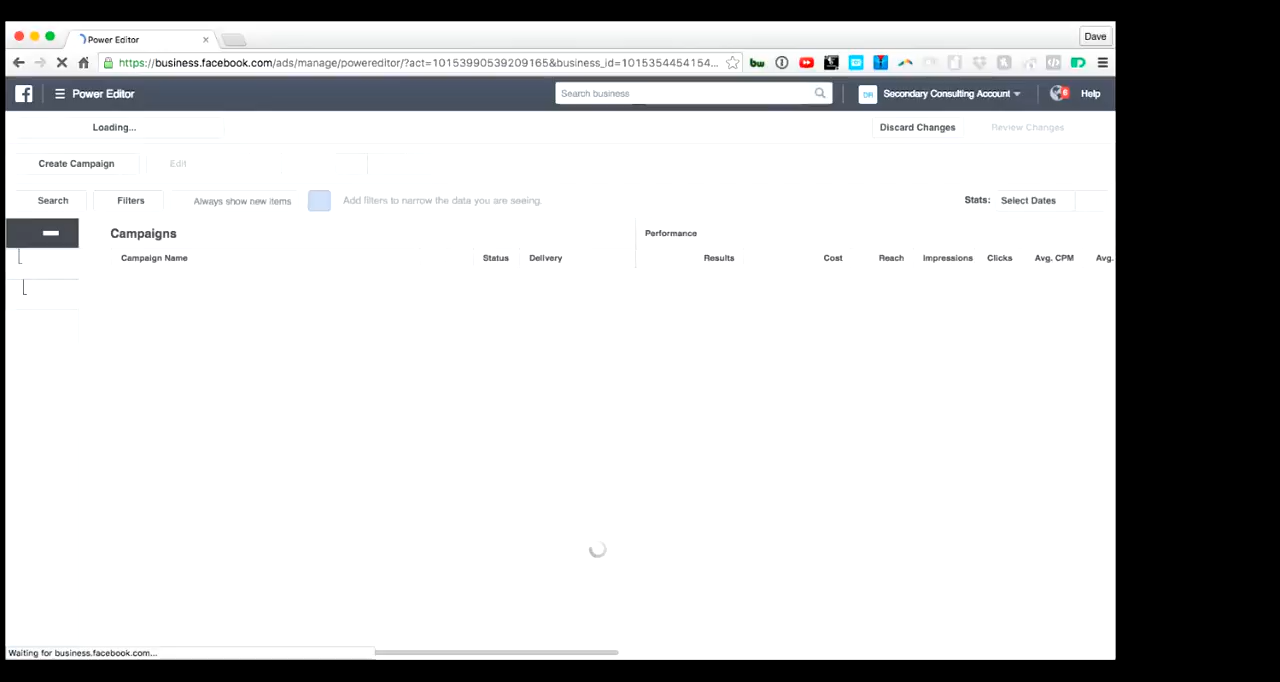 Power Editor
Dave
https://business.facebook.com/ads/manage/powereditor/?act=10153990539209165&business_id=1015354454154...
bw
Power Editor
Search business
DR
Secondary Consulting Account
6
Help
Loading...
Discard Changes
Review Changes
Create Campaign
Edit
Search
Filters
Always show new items
Add filters to narrow the data you are seeing.
Stats:
Select Dates
Campaigns
Performance
Campaign Name
Status
Delivery
Results
Cost
Reach
Impressions
Clicks
Avg. CPM
Avg.
Waiting for business.facebook.com...